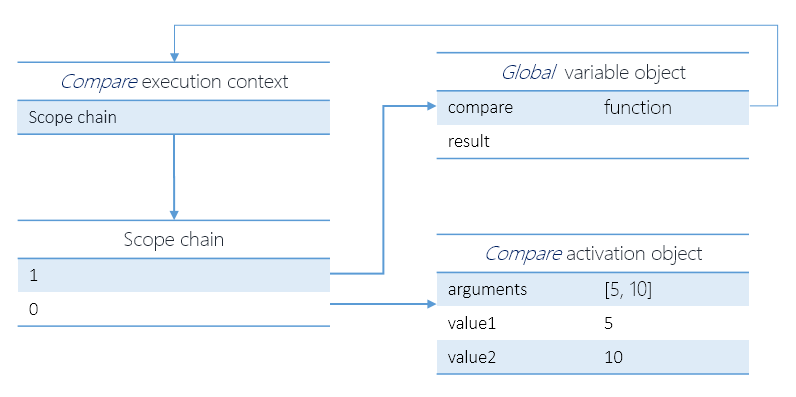 Compare execution context
Scope chain
Scope chain
1
0
Global variable object
compare function
result
Compare activation object
arguments [5, 10]
value1 5
value2 10